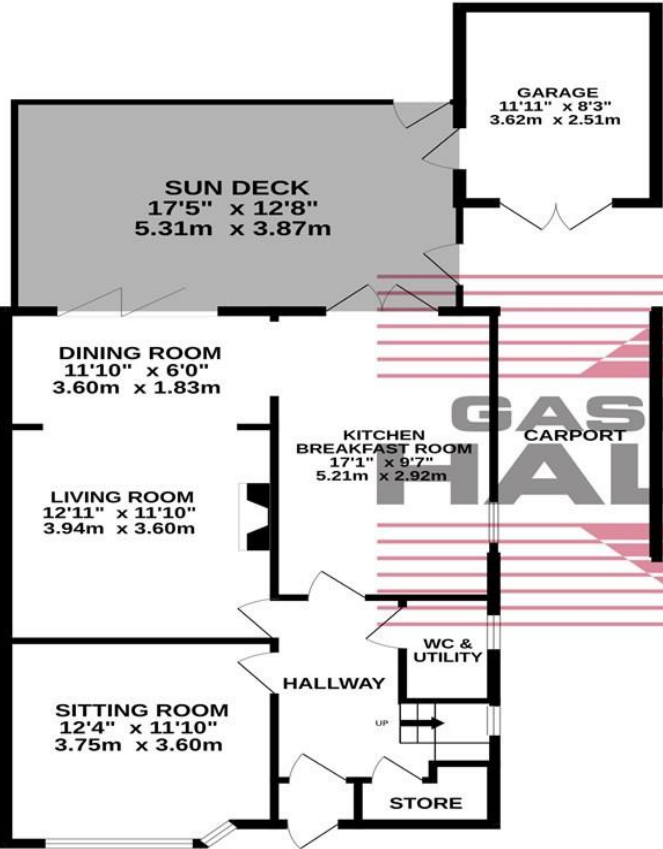 GARAGE
11'11" x 8'3"
3.62m x 2.51m
SUN DECK
17'5" x 12'8"
5.31m x 3.87m
DINING ROOM
11'10" x 6'0"
3.60m x 1.83m
GAS
HAL
CARPORT
KITCHEN
BREAKFAST ROOM
17'1" x 9'7"
5.21m x 2.92m
LIVING ROOM
12'11" x 11'10"
3.94m x 3.60m
WC &
UTILITY
HALLWAY
SITTING ROOM
12'4" x 11'10"
3.75m x 3.60m
UP
STORE